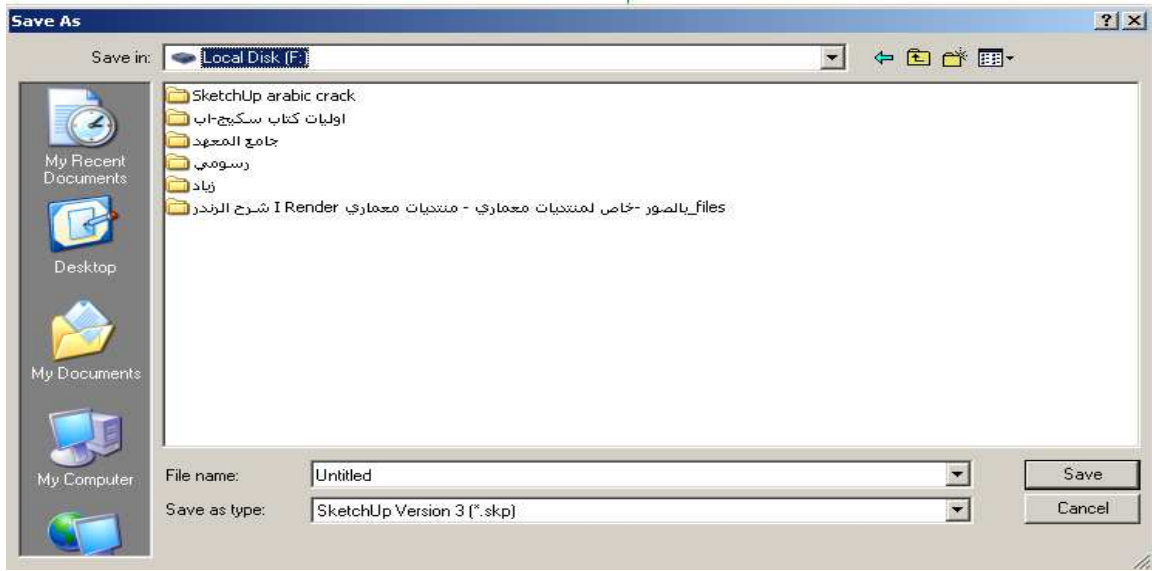 Save As
Save in:
Local Disk (F:)
SketchUp arabic crack
اوليات كتاب سكيج-اب
جامع المعهد
رسومي
زياد
شرح الرندر I Render بالصور -خاص لمنتديات معماري - منتديات معماري_files
My Recent
Documents
Desktop
My Documents
My Computer
File name:
Untitled
Save
Save as type:
SketchUp Version 3 (*.skp)
Cancel